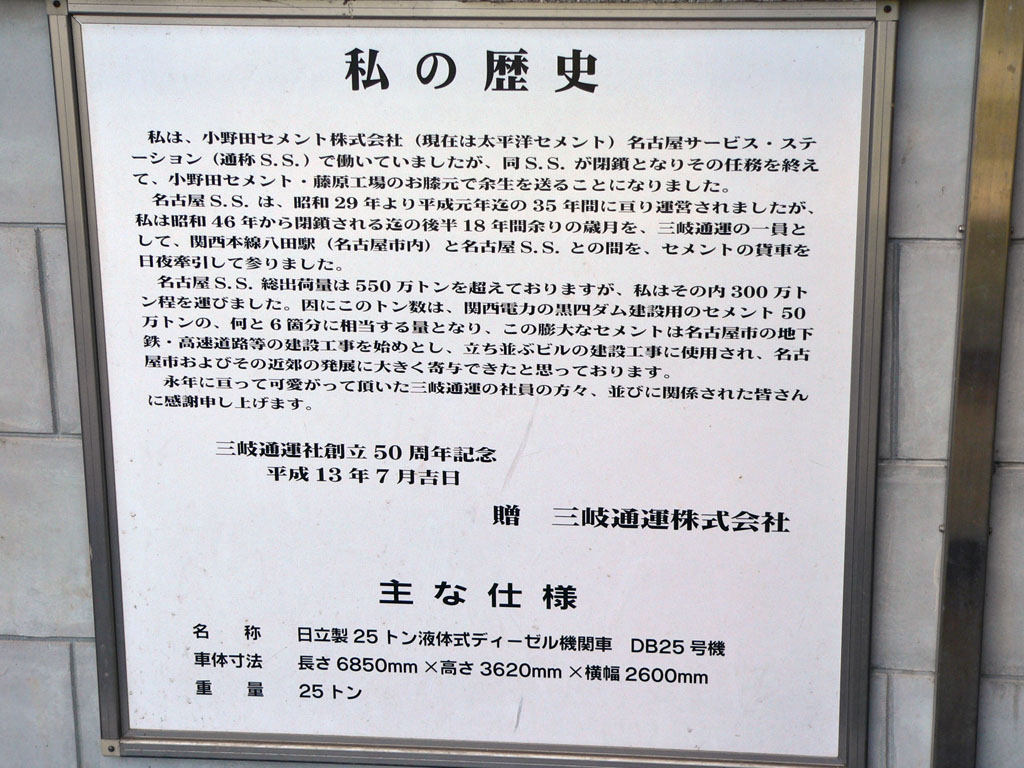 私の歴史
私は、小野田セメント株式会社（現在は太平洋セメント）名古屋サービス・ステ
ーション（通称S.S.）で働いていましたが、同S.S.が閉鎖となりその任務を終え
て、小野田セメント・藤原工場のお膝元で余生を送ることになりました。
名古屋S.S.は、昭和29年より平成元年迄の35年間に亘り運営されましたが、
私は昭和46年から閉鎖される迄の後半18年間余りの歳月を、三岐通運の一員と
して、関西本線八田駅（名古屋市内）と名古屋S.S.との間を、セメントの貨車を
日夜牽引して参りました。
名古屋S.S.総出荷量は550万トンを超えておりますが、私はその内300万ト
ン程を運びました。因にこのトン数は、関西電力の黒四ダム建設用のセメント50
万トンの、何と6箇分に相当する量となり、この膨大なセメントは名古屋市の地下
鉄・高速道路等の建設工事を始めとし、立ち並ぶビルの建設工事に使用され、名古
屋市およびその近郊の発展に大きく寄与できたと思っております。
永年に亘って可愛がって頂いた三岐通運の社員の方々、並びに関係された皆さん
に感謝申し上げます。
三岐通運社創立50周年記念
平成13年7月吉日
贈　三岐通運株式会社
主な仕様
名　称　日立製25トン液体式ディーゼル機関車　DB25号機
車体寸法　長さ6850mm×高さ3620mm×横幅2600mm
重　量　25トン